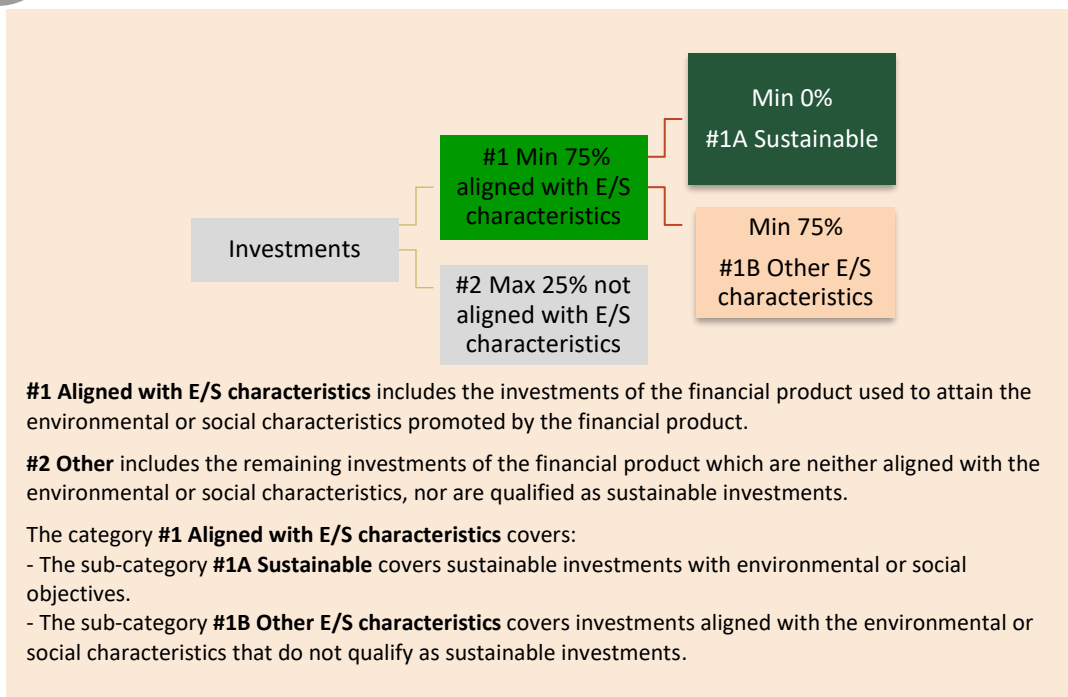 Min 0%
#1A Sustainable
#1 Min 75%
aligned with E/S
characteristics
Min 75%
#1B Other E/S
characteristics
Investments
#2 Max 25% not
aligned with E/S
characteristics
#1 Aligned with E/S characteristics includes the investments of the financial product used to attain the
environmental or social characteristics promoted by the financial product.
#2 Other includes the remaining investments of the financial product which are neither aligned with the
environmental or social characteristics, nor are qualified as sustainable investments.
The category #1 Aligned with E/S characteristics covers:
- The sub-category #1A Sustainable covers sustainable investments with environmental or social
objectives.
- The sub-category #1B Other E/S characteristics covers investments aligned with the environmental or
social characteristics that do not qualify as sustainable investments.